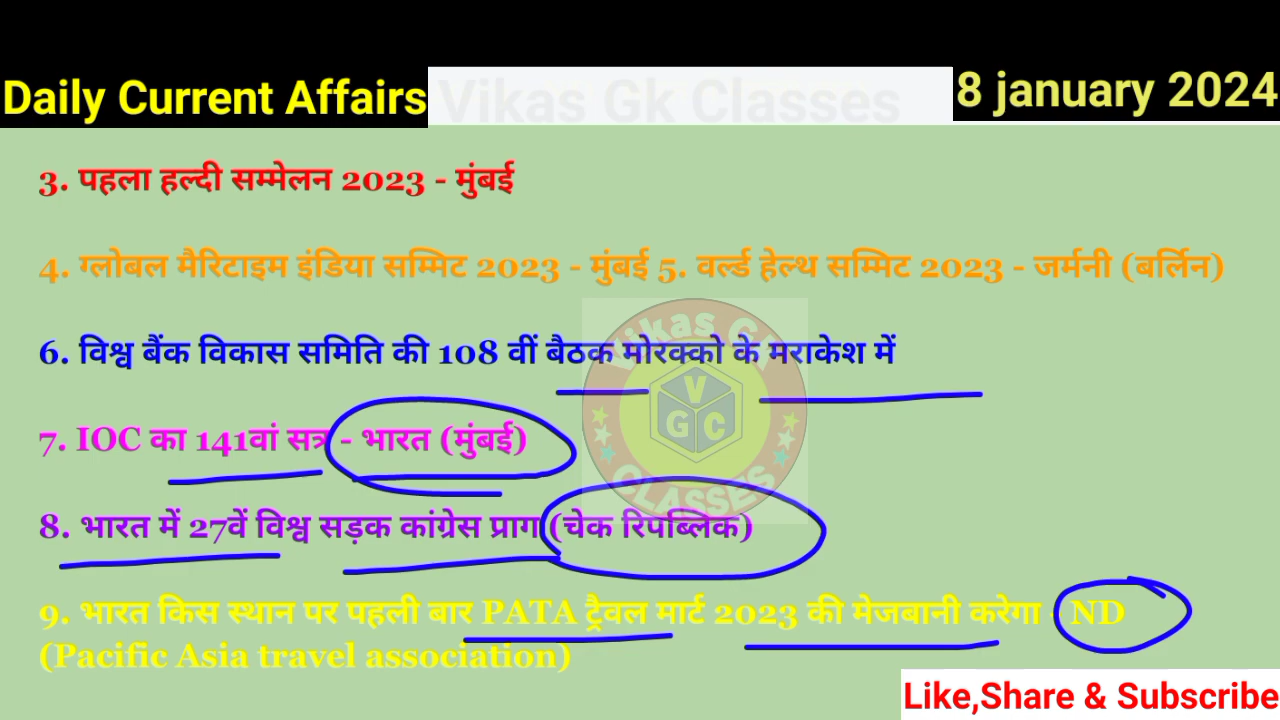 Daily Current Affairs Vikas Gk Classes 8 january 2024
3. पहला हल्दी सम्मेलन 2023 - मुंबई
4. ग्लोबल मैरिटाइम इंडिया सम्मिट 2023 - मुंबई 5. वर्ल्ड हेल्थ सम्मिट 2023 - जर्मनी (बर्लिन)
Vikas GK
6. विश्व बैंक विकास समिति की 108 वीं बैठक मोरक्को के मराकेश में
V
G C
7. IOC का 141वां सत्र - भारत (मुंबई)
CLASSES
8. भारत में 27वें विश्व सड़क कांग्रेस प्राग (चेक रिपब्लिक)
9. भारत किस स्थान पर पहली बार PATA ट्रैवल मार्ट 2023 की मेजबानी करेगा - ND
(Pacific Asia travel association)
Like,Share & Subscribe